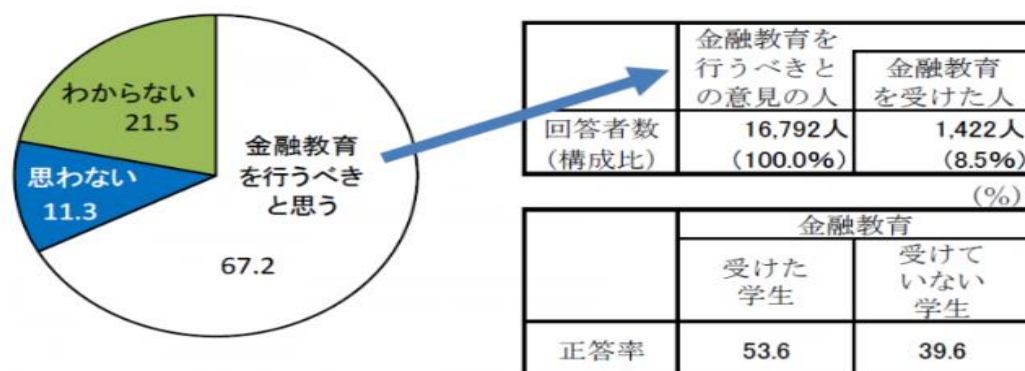 わからない
21.5
思わない
11.3
金融教育
を行うべき
と思う
67.2
金融教育を
行うべきと
の意見の人
金融教育
を受けた人
回答者数
(構成比)
16,792人
(100.0%)
1,422人
(8.5%)
(%)
金融教育
受けた
学生
受けて
いない
学生
正答率
53.6
39.6